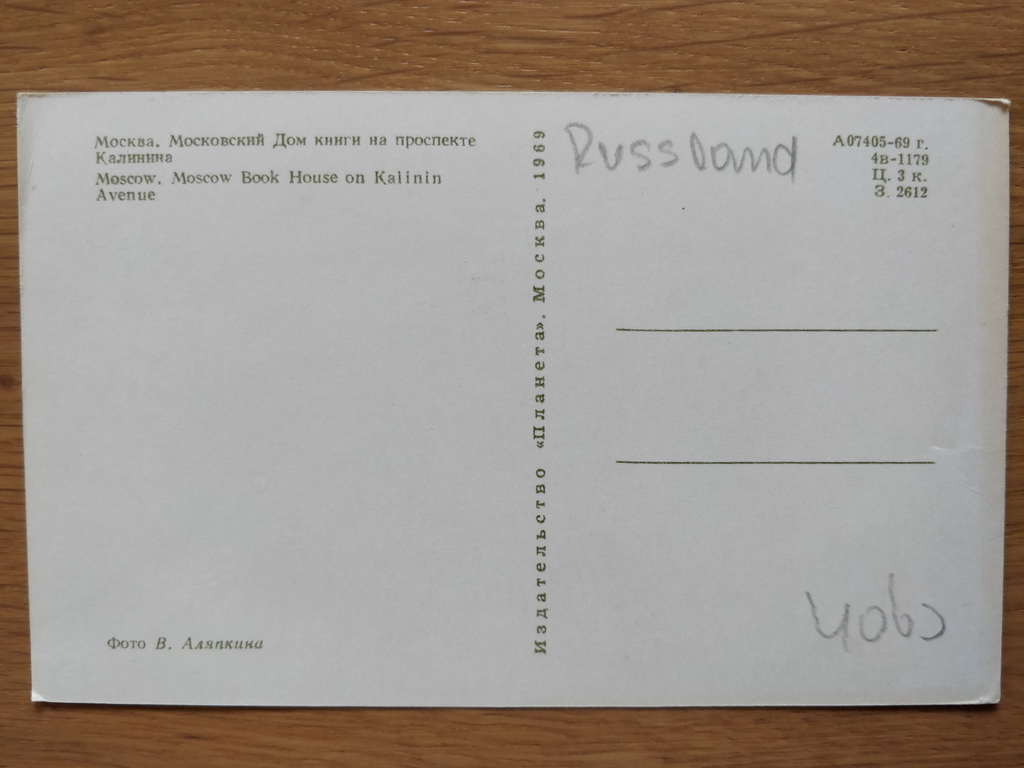 Москва. Московский Дом книги на проспекте
Калинина
Moscow. Moscow Book House on Kalinin
Avenue
Фото В. Аляпкина
Издательство «Планета». Москва. 1969
Russland
А07405-69 г.
4в-1179
Ц. 3 к.
З. 2612